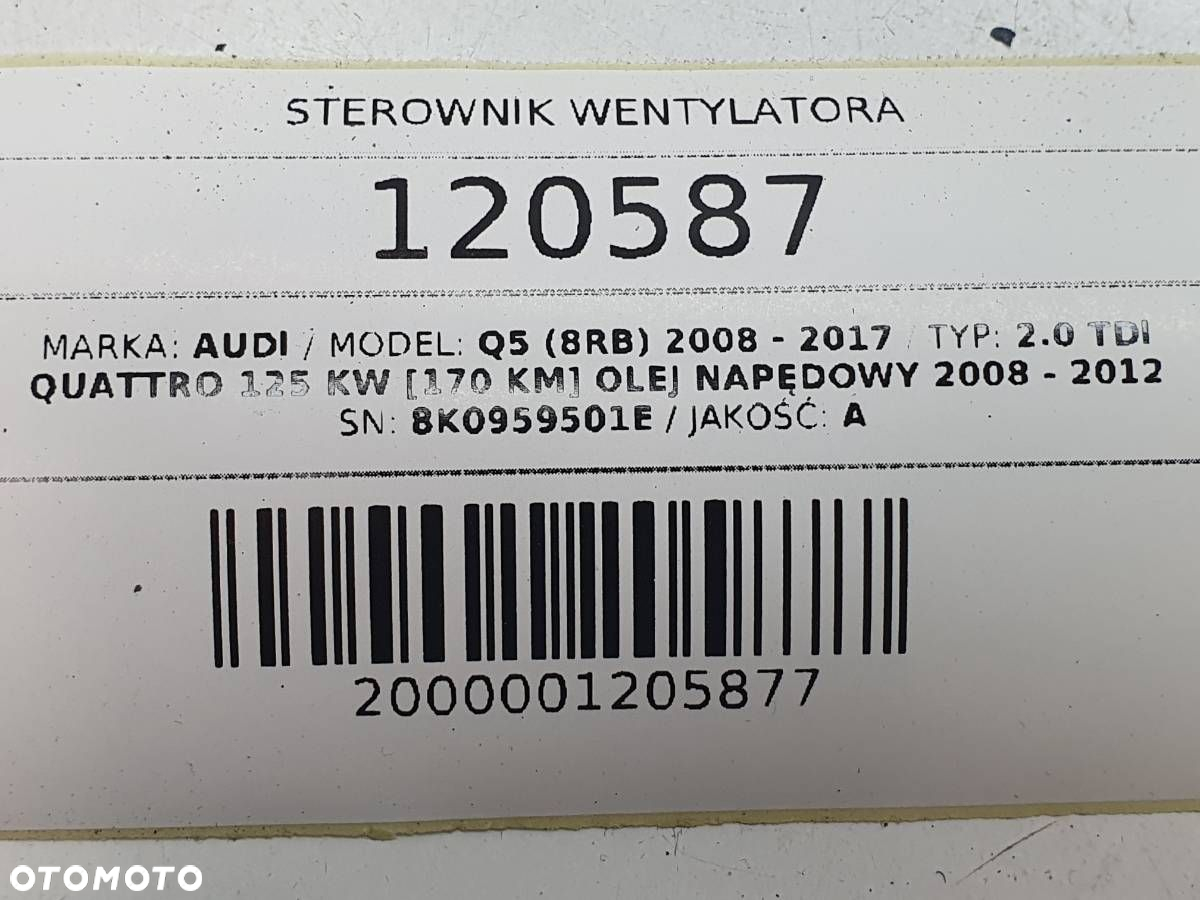 STEROWNIK WENTYLATORA
120587
MARKA: AUDI / MODEL: Q5 (8RB) 2008 - 2017 / TYP: 2.0 TDI
QUATTRO 125 KW [170 KM] OLEJ NAPĘDOWY 2008 - 2012
SN: 8K0959501E / JAKOŚĆ: A
2000001205877
OTOMOTO